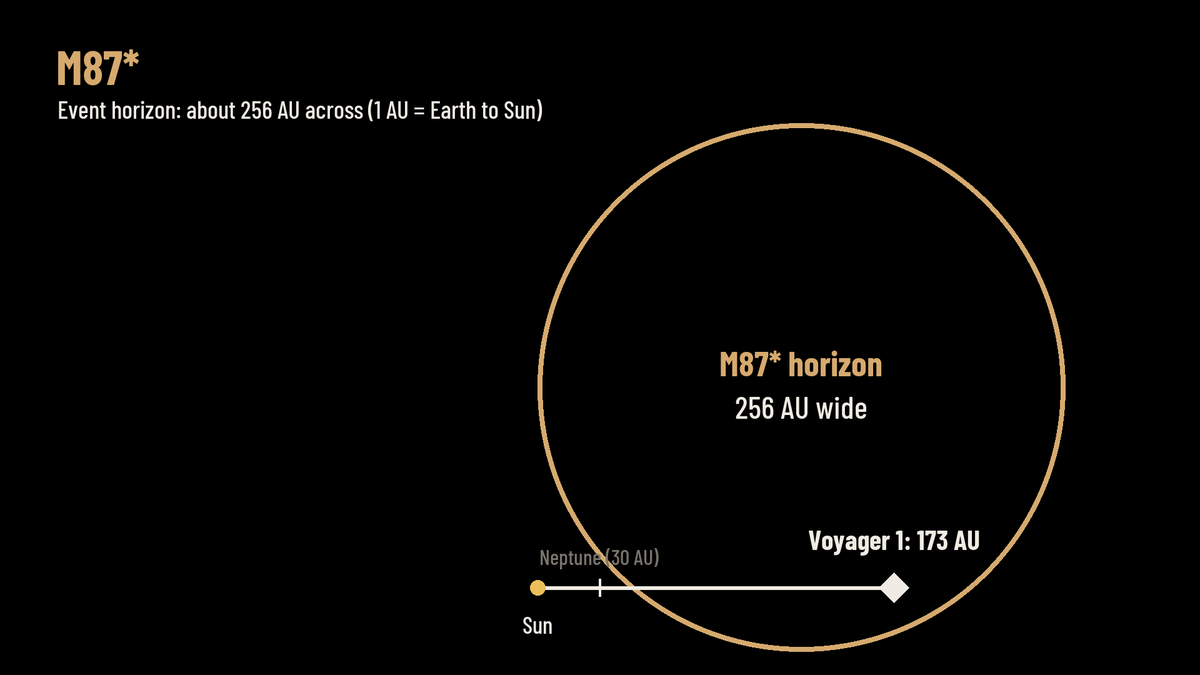 M87*
Event horizon: about 256 AU across (1 AU = Earth to Sun)
M87* horizon
256 AU wide
Voyager 1: 173 AU
Neptune (30 AU)
Sun